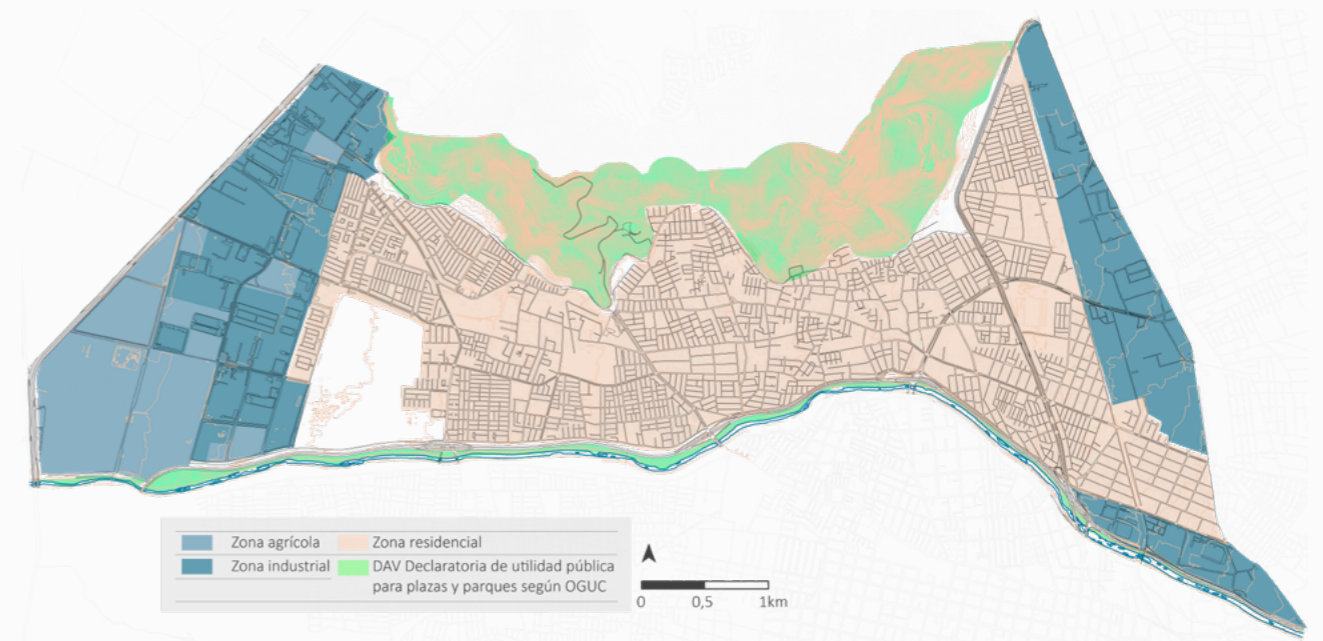 Zona agrícola
Zona residencial
Zona industrial
DAV Declaratoria de utilidad pública
para plazas y parques según OGUC
0 0,5 1km